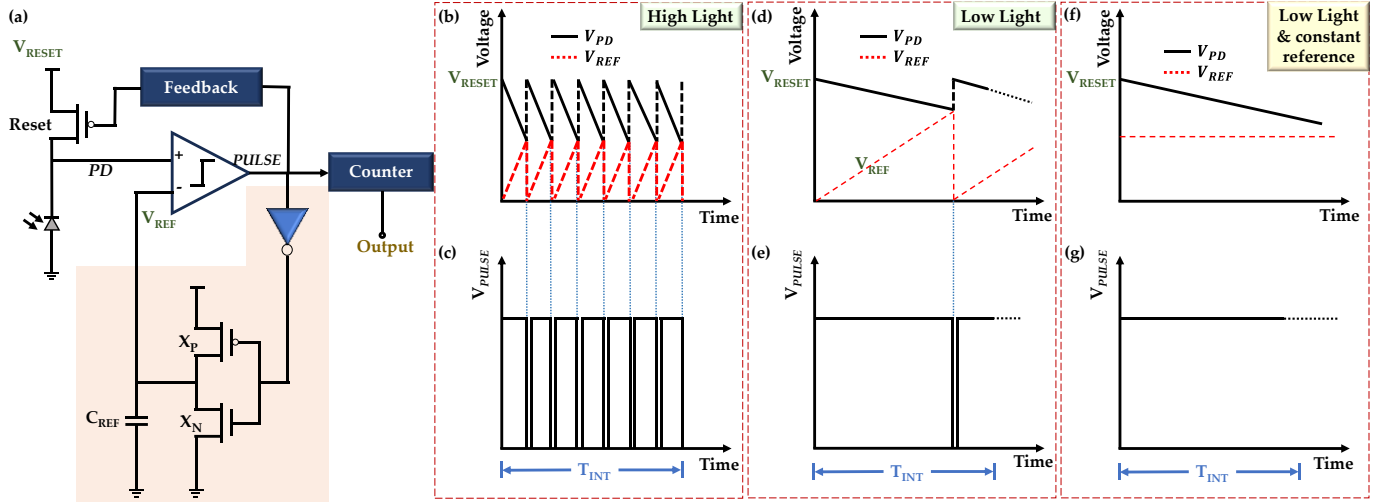 (a)
V_RESET
Feedback
Reset
+
PD
PULSE
-
V_REF
Counter
Output
X_P
X_N
C_REF
(b)
High Light
Voltage
V_PD
V_REF
V_RESET
Time
(c)
V_PULSE
Time
T_INT
(d)
Low Light
Voltage
V_PD
V_REF
V_RESET
V_REF
Time
(e)
V_PULSE
Time
T_INT
(f)
Low Light
& constant
reference
Voltage
V_PD
V_REF
V_RESET
Time
(g)
V_PULSE
Time
T_INT